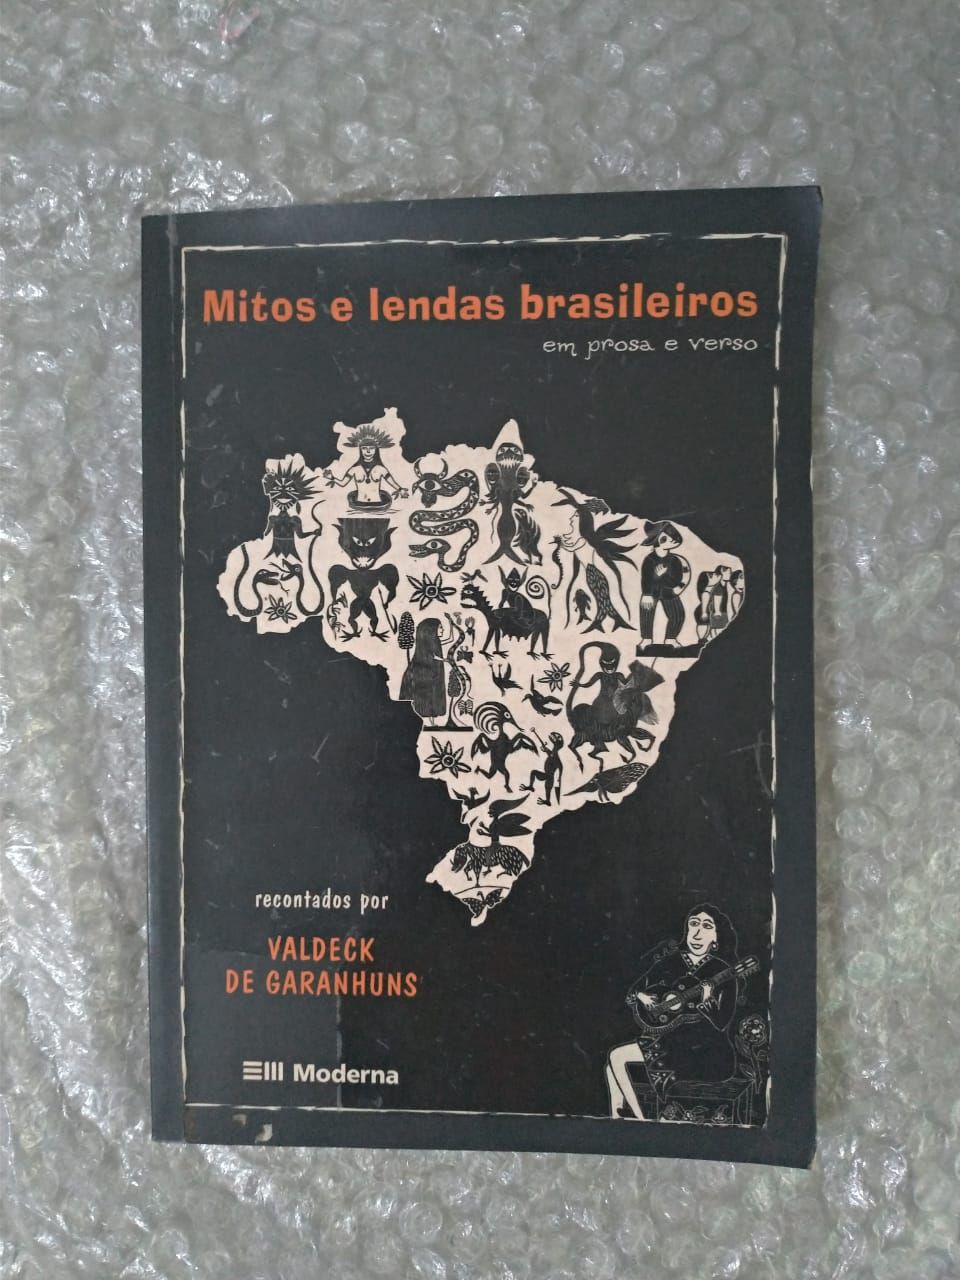 Mitos e lendas brasileiros
em prosa e verso
recontados por
VALDECK
DE GARANHUNS
Moderna